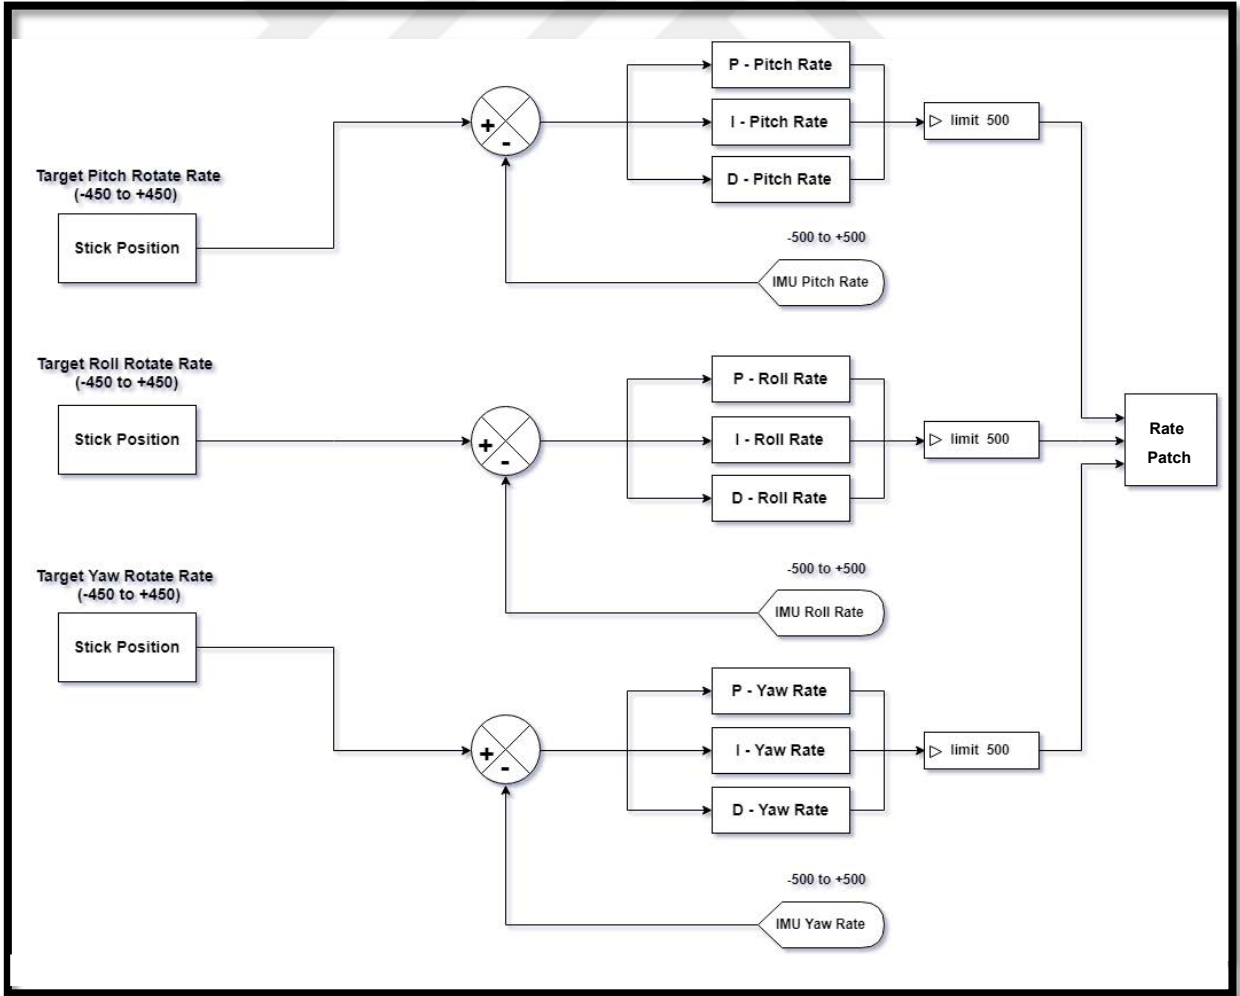 P - Pitch Rate
+
-
I - Pitch Rate
limit 500
Target Pitch Rotate Rate
(-450 to +450)
D - Pitch Rate
Stick Position
-500 to +500
IMU Pitch Rate
Target Roll Rotate Rate
(-450 to +450)
P - Roll Rate
Stick Position
+
-
I - Roll Rate
limit 500
Rate
Patch
D - Roll Rate
-500 to +500
IMU Roll Rate
Target Yaw Rotate Rate
(-450 to +450)
Stick Position
P - Yaw Rate
+
-
I - Yaw Rate
limit 500
D - Yaw Rate
-500 to +500
IMU Yaw Rate